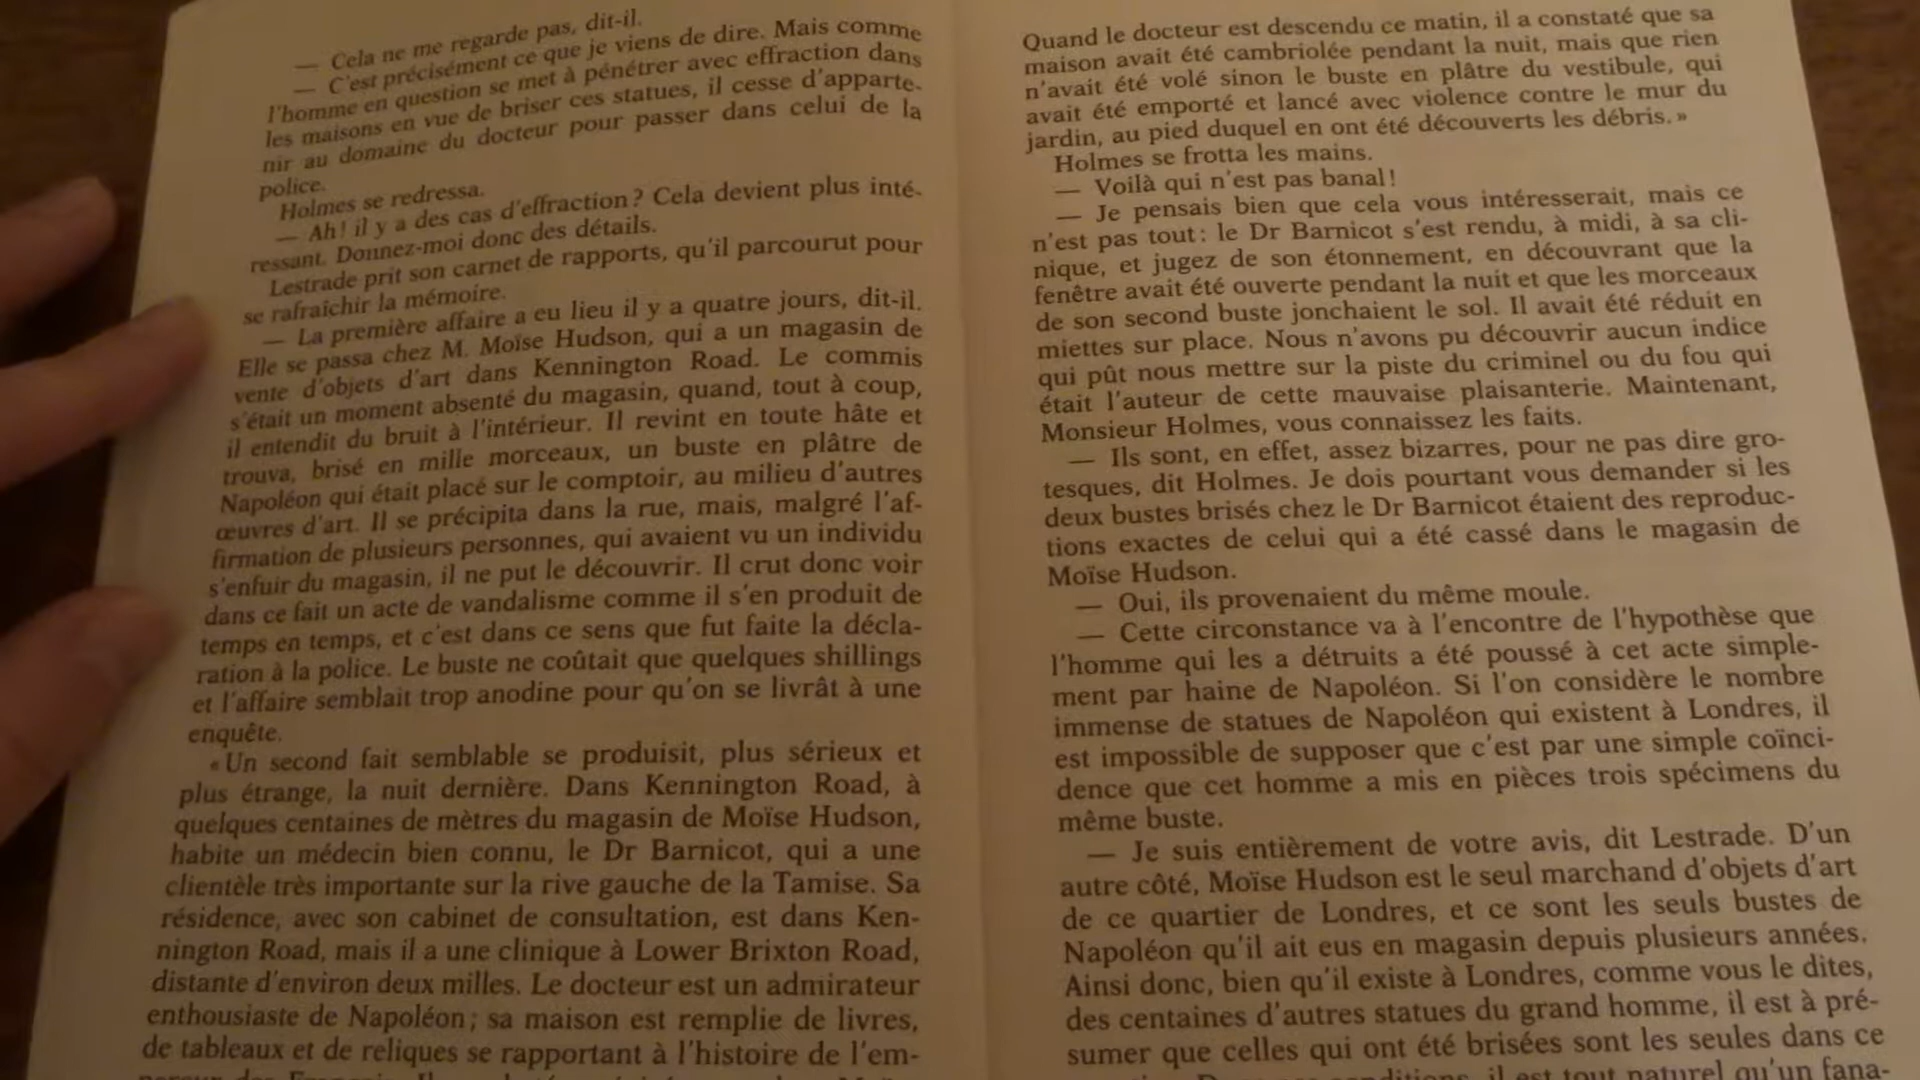 — Cela ne me regarde pas, dit-il.
— C'est précisément ce que je viens de dire. Mais comme
l'homme en question se met à pénétrer avec effraction dans
les maisons en vue de briser ces statues, il cesse d'apparte-
nir au domaine du docteur pour passer dans celui de la
police.
Holmes se redressa.
— Ah! il y a des cas d'effraction? Cela devient plus inté-
ressant. Donnez-moi donc des détails.
Lestrade prit son carnet de rapports, qu'il parcourut pour
se rafraîchir la mémoire.
— La première affaire a eu lieu il y a quatre jours, dit-il.
Elle se passa chez M. Moïse Hudson, qui a un magasin de
vente d'objets d'art dans Kennington Road. Le commis
s'était un moment absenté du magasin, quand, tout à coup,
il entendit du bruit à l'intérieur. Il revint en toute hâte et
trouva, brisé en mille morceaux, un buste en plâtre de
Napoléon qui était placé sur le comptoir, au milieu d'autres
œuvres d'art. Il se précipita dans la rue, mais, malgré l'af-
firmation de plusieurs personnes, qui avaient vu un individu
s'enfuir du magasin, il ne put le découvrir. Il crut donc voir
dans ce fait un acte de vandalisme comme il s'en produit de
temps en temps, et c'est dans ce sens que fut faite la décla-
ration à la police. Le buste ne coûtait que quelques shillings
et l'affaire semblait trop anodine pour qu'on se livrât à une
enquête.
«Un second fait semblable se produisit, plus sérieux et
plus étrange, la nuit dernière. Dans Kennington Road, à
quelques centaines de mètres du magasin de Moïse Hudson,
habite un médecin bien connu, le Dr Barnicot, qui a une
clientèle très importante sur la rive gauche de la Tamise. Sa
résidence, avec son cabinet de consultation, est dans Ken-
nington Road, mais il a une clinique à Lower Brixton Road,
distante d'environ deux milles. Le docteur est un admirateur
enthousiaste de Napoléon; sa maison est remplie de livres,
de tableaux et de reliques se rapportant à l'histoire de l'em-
Quand le docteur est descendu ce matin, il a constaté que sa
maison avait été cambriolée pendant la nuit, mais que rien
n'avait été volé sinon le buste en plâtre du vestibule, qui
avait été emporté et lancé avec violence contre le mur du
jardin, au pied duquel en ont été découverts les débris.»
Holmes se frotta les mains.
— Voilà qui n'est pas banal!
— Je pensais bien que cela vous intéresserait, mais ce
n'est pas tout: le Dr Barnicot s'est rendu, à midi, à sa cli-
nique, et jugez de son étonnement, en découvrant que la
fenêtre avait été ouverte pendant la nuit et que les morceaux
de son second buste jonchaient le sol. Il avait été réduit en
miettes sur place. Nous n'avons pu découvrir aucun indice
qui pût nous mettre sur la piste du criminel ou du fou qui
était l'auteur de cette mauvaise plaisanterie. Maintenant,
Monsieur Holmes, vous connaissez les faits.
— Ils sont, en effet, assez bizarres, pour ne pas dire gro-
tesques, dit Holmes. Je dois pourtant vous demander si les
deux bustes brisés chez le Dr Barnicot étaient des reproduc-
tions exactes de celui qui a été cassé dans le magasin de
Moïse Hudson.
— Oui, ils provenaient du même moule.
— Cette circonstance va à l'encontre de l'hypothèse que
l'homme qui les a détruits a été poussé à cet acte simple-
ment par haine de Napoléon. Si l'on considère le nombre
immense de statues de Napoléon qui existent à Londres, il
est impossible de supposer que c'est par une simple coïnci-
dence que cet homme a mis en pièces trois spécimens du
même buste.
— Je suis entièrement de votre avis, dit Lestrade. D'un
autre côté, Moïse Hudson est le seul marchand d'objets d'art
de ce quartier de Londres, et ce sont les seuls bustes de
Napoléon qu'il ait eus en magasin depuis plusieurs années.
Ainsi donc, bien qu'il existe à Londres, comme vous le dites,
des centaines d'autres statues du grand homme, il est à pré-
sumer que celles qui ont été brisées sont les seules dans ce
il est tout naturel qu'un fana-